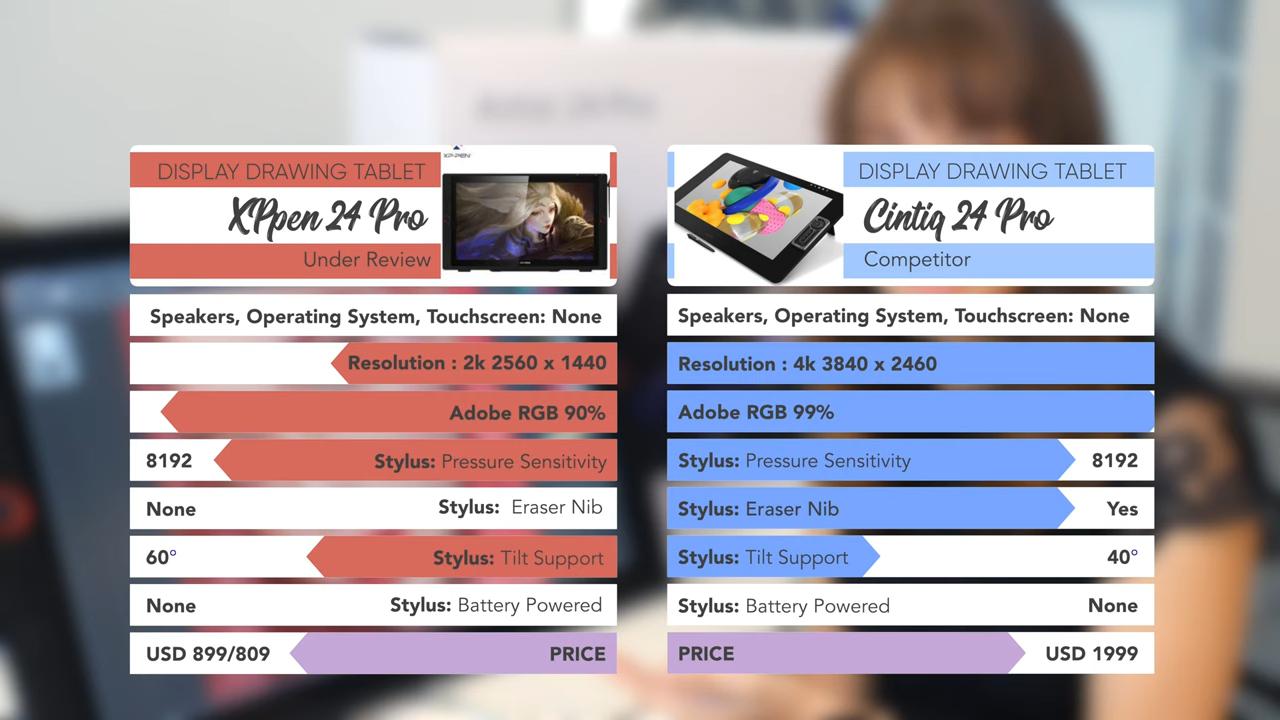 DISPLAY DRAWING TABLET
XPpen 24 Pro
Under Review
XP-PEN
Speakers, Operating System, Touchscreen: None
Resolution : 2k 2560 x 1440
Adobe RGB 90%
8192 Stylus: Pressure Sensitivity
None Stylus: Eraser Nib
60° Stylus: Tilt Support
None Stylus: Battery Powered
USD 899/809 PRICE
DISPLAY DRAWING TABLET
Cintiq 24 Pro
Competitor
Speakers, Operating System, Touchscreen: None
Resolution : 4k 3840 x 2460
Adobe RGB 99%
Stylus: Pressure Sensitivity 8192
Stylus: Eraser Nib Yes
Stylus: Tilt Support 40°
Stylus: Battery Powered None
PRICE USD 1999